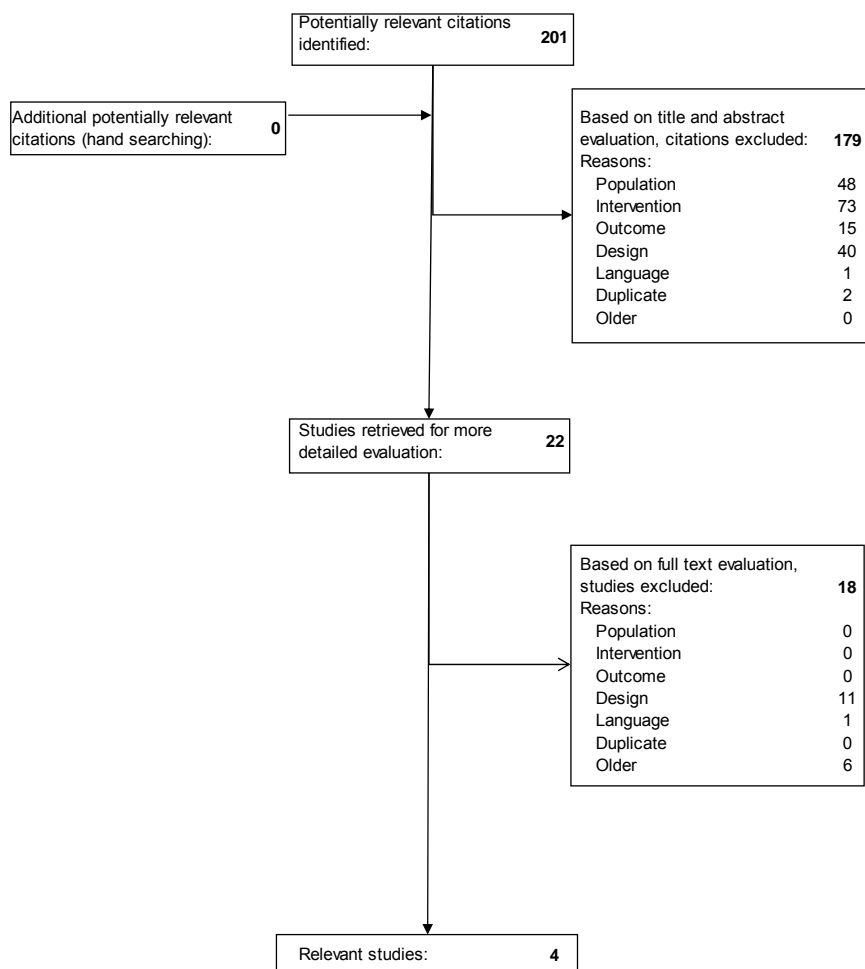 Potentially relevant citations
identified: 201
Additional potentially relevant
citations (hand searching): 0
Based on title and abstract
evaluation, citations excluded: 179
Reasons:
Population 48
Intervention 73
Outcome 15
Design 40
Language 1
Duplicate 2
Older 0
Studies retrieved for more
detailed evaluation: 22
Based on full text evaluation,
studies excluded: 18
Reasons:
Population 0
Intervention 0
Outcome 0
Design 11
Language 1
Duplicate 0
Older 6
Relevant studies: 4